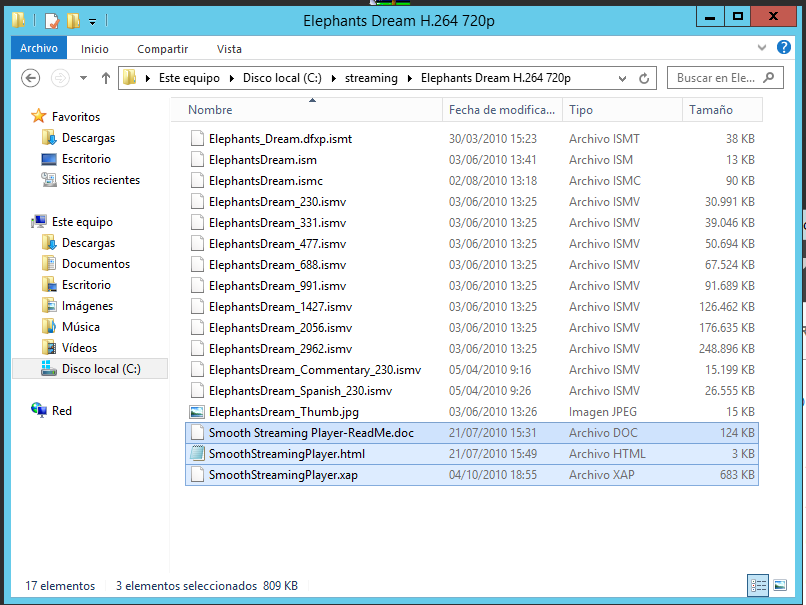 Elephants Dream H.264 720p
Archivo Inicio Compartir Vista
Este equipo Disco local (C:) streaming Elephants Dream H.264 720p Buscar en Ele...
Favoritos
Descargas
Escritorio
Sitios recientes
Este equipo
Descargas
Documentos
Escritorio
Imágenes
Música
Vídeos
Disco local (C:)
Red
Nombre Fecha de modifica... Tipo Tamaño
Elephants_Dream.dfxp.ismt 30/03/2010 15:23 Archivo ISMT 38 KB
ElephantsDream.ism 03/06/2010 13:41 Archivo ISM 13 KB
ElephantsDream.ismc 02/08/2010 13:18 Archivo ISMC 90 KB
ElephantsDream_230.ismv 03/06/2010 13:25 Archivo ISMV 30.991 KB
ElephantsDream_331.ismv 03/06/2010 13:25 Archivo ISMV 39.046 KB
ElephantsDream_477.ismv 03/06/2010 13:25 Archivo ISMV 50.694 KB
ElephantsDream_688.ismv 03/06/2010 13:25 Archivo ISMV 67.524 KB
ElephantsDream_991.ismv 03/06/2010 13:25 Archivo ISMV 91.689 KB
ElephantsDream_1427.ismv 03/06/2010 13:25 Archivo ISMV 126.462 KB
ElephantsDream_2056.ismv 03/06/2010 13:25 Archivo ISMV 176.635 KB
ElephantsDream_2962.ismv 03/06/2010 13:25 Archivo ISMV 248.896 KB
ElephantsDream_Commentary_230.ismv 05/04/2010 9:16 Archivo ISMV 15.199 KB
ElephantsDream_Spanish_230.ismv 05/04/2010 9:26 Archivo ISMV 26.555 KB
ElephantsDream_Thumb.jpg 03/06/2010 13:26 Imagen JPEG 15 KB
Smooth Streaming Player-ReadMe.doc 21/07/2010 15:31 Archivo DOC 124 KB
SmoothStreamingPlayer.html 21/07/2010 15:49 Archivo HTML 3 KB
SmoothStreamingPlayer.xap 04/10/2010 18:55 Archivo XAP 683 KB
17 elementos 3 elementos seleccionados 809 KB